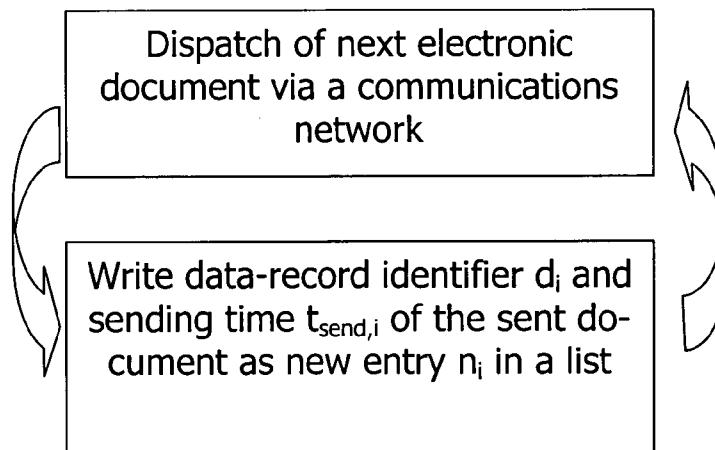 Dispatch of next electronic
document via a communications
network
Write data-record identifier dᵢ and
sending time t_send,i of the sent do-
cument as new entry nᵢ in a list